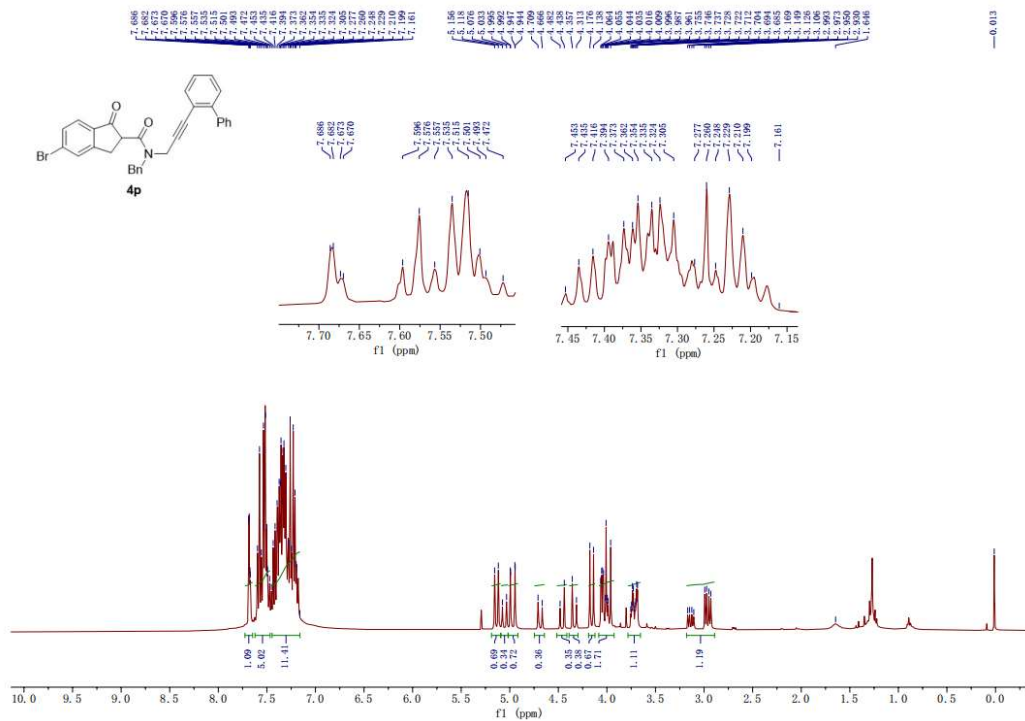 7.686 7.682 7.673 7.670 7.596 7.576 7.557 7.535 7.515 7.501 7.493 7.472 7.453 7.435 7.416 7.394 7.373 7.362 7.354 7.335 7.324 7.305 7.277 7.260 7.248 7.229 7.210 7.199 7.161
5.156 5.118 5.076 5.033 4.995 4.992 4.947 4.944 4.709 4.666 4.482 4.438 4.357 4.313 4.176 4.138 4.064 4.055 4.044 4.035 4.016 4.009 3.996 3.987 3.961 3.755 3.746 3.737 3.728 3.722 3.712 3.704 3.694 3.685 3.169 3.149 3.126 3.106 2.993 2.973 2.950 2.930 1.646
-0.013
O
O
Br
N
Ph
Bn
4p
7.686 7.682 7.673 7.670
7.596 7.576 7.557 7.535 7.515 7.501 7.493 7.472
7.453 7.435 7.416 7.394 7.373 7.362 7.354 7.335 7.324 7.305 7.277 7.260 7.248 7.229 7.210 7.199 7.161
7.70 7.65 7.60 7.55 7.50
f1 (ppm)
7.45 7.40 7.35 7.30 7.25 7.20 7.15
f1 (ppm)
1.09 5.02 11.41 0.69 0.34 0.72 0.36 0.35 0.38 0.67 1.71 1.11 1.19
10.0 9.5 9.0 8.5 8.0 7.5 7.0 6.5 6.0 5.5 5.0 4.5 4.0 3.5 3.0 2.5 2.0 1.5 1.0 0.5 0.0
f1 (ppm)